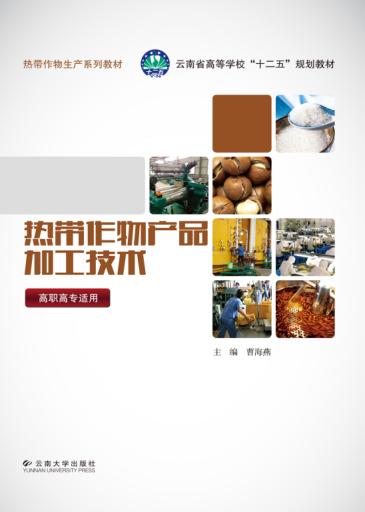 热带作物生产系列教材
云南省高等学校“十二五”规划教材
热带作物产品
加工技术
高职高专适用
主 编 曹海燕
云南大学出版社
YUNNAN UNIVERSITY PRESS